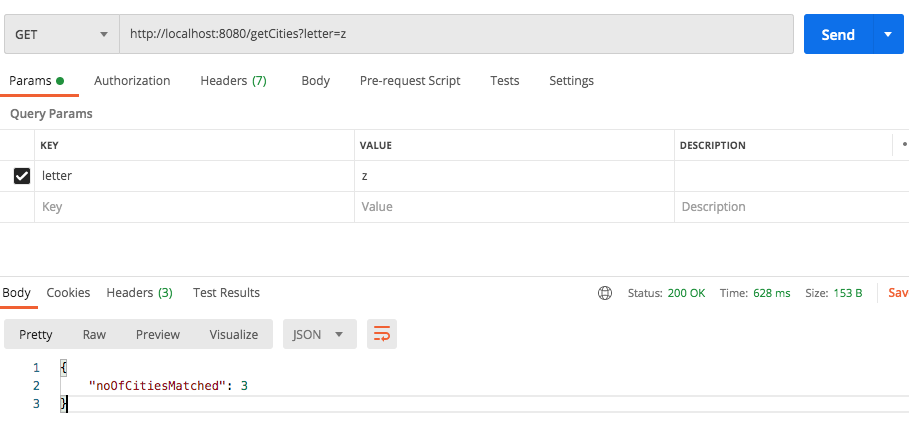 GET http://localhost:8080/getCities?letter=z Send
Params Authorization Headers (7) Body Pre-request Script Tests Settings
Query Params
KEY VALUE DESCRIPTION
letter z
Key Value Description
Body Cookies Headers (3) Test Results Status: 200 OK Time: 628 ms Size: 153 B Sav
Pretty Raw Preview Visualize JSON
1 {
2 "noOfCitiesMatched": 3
3 }